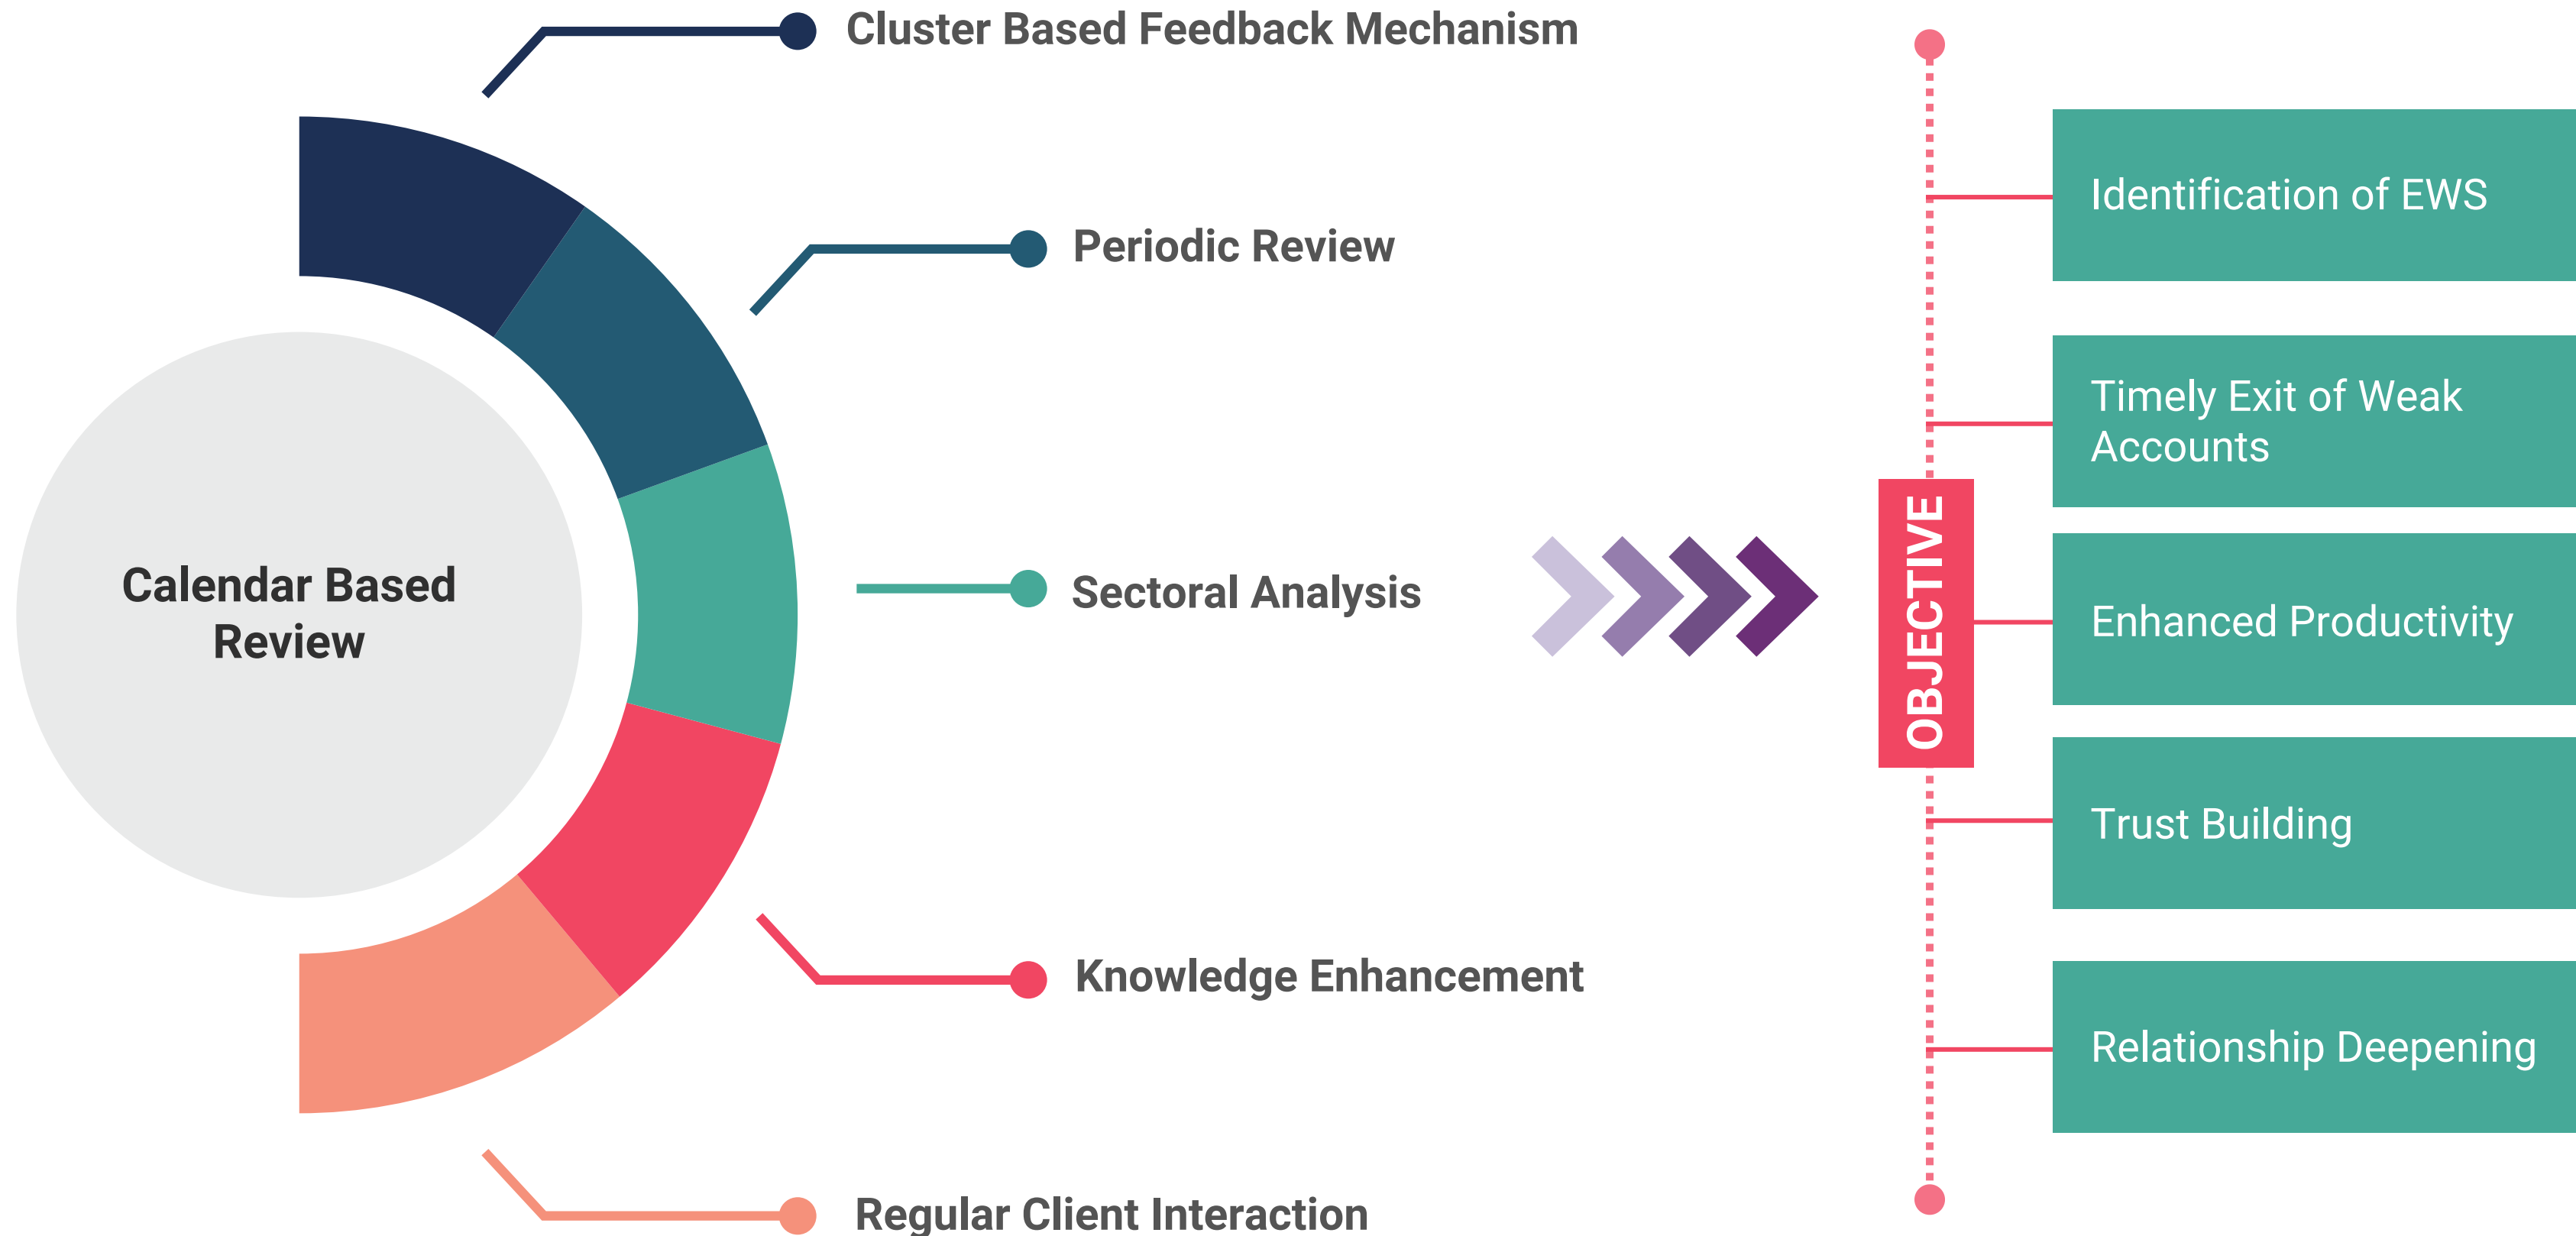 Cluster Based Feedback Mechanism
Periodic Review
Calendar Based
Review
Sectoral Analysis
Knowledge Enhancement
Regular Client Interaction
OBJECTIVE
Identification of EWS
Timely Exit of Weak
Accounts
Enhanced Productivity
Trust Building
Relationship Deepening